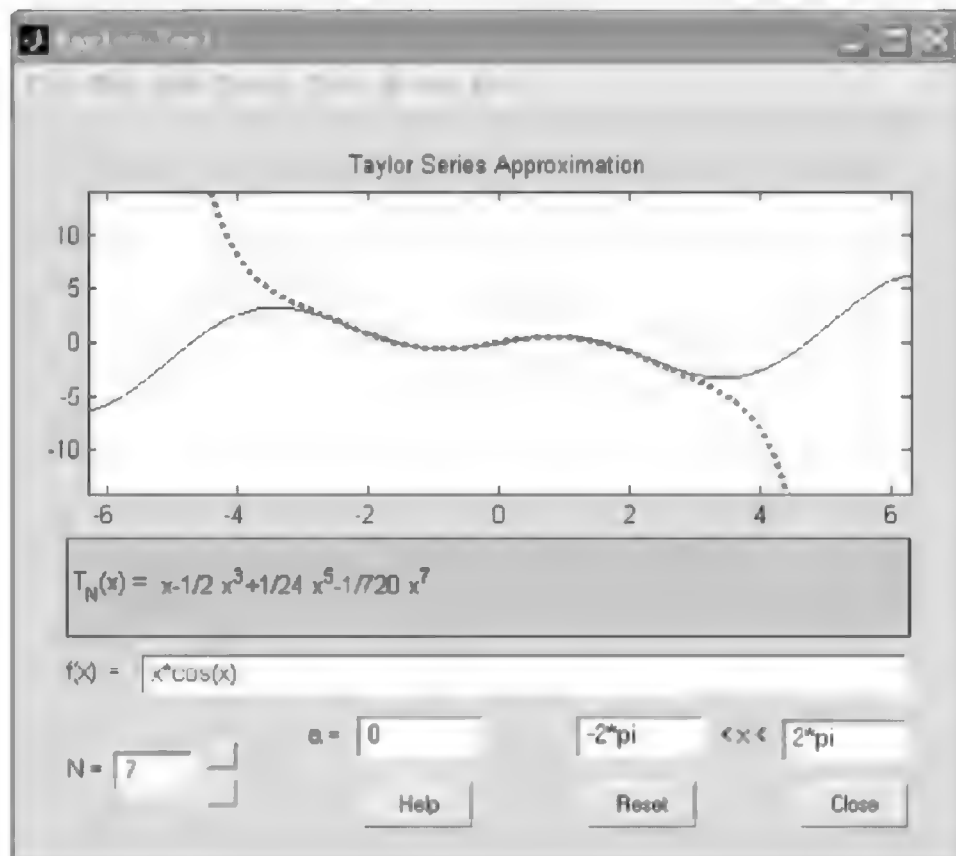 Taylor Series Approximation
10
5
0
-5
-10
-6 -4 -2 0 2 4 6
T_N(x) = x-1/2 x^3+1/24 x^5-1/720 x^7
f(x) = x*cos(x)
N = 7
a = 0
-2*pi < x < 2*pi
Help Reset Close